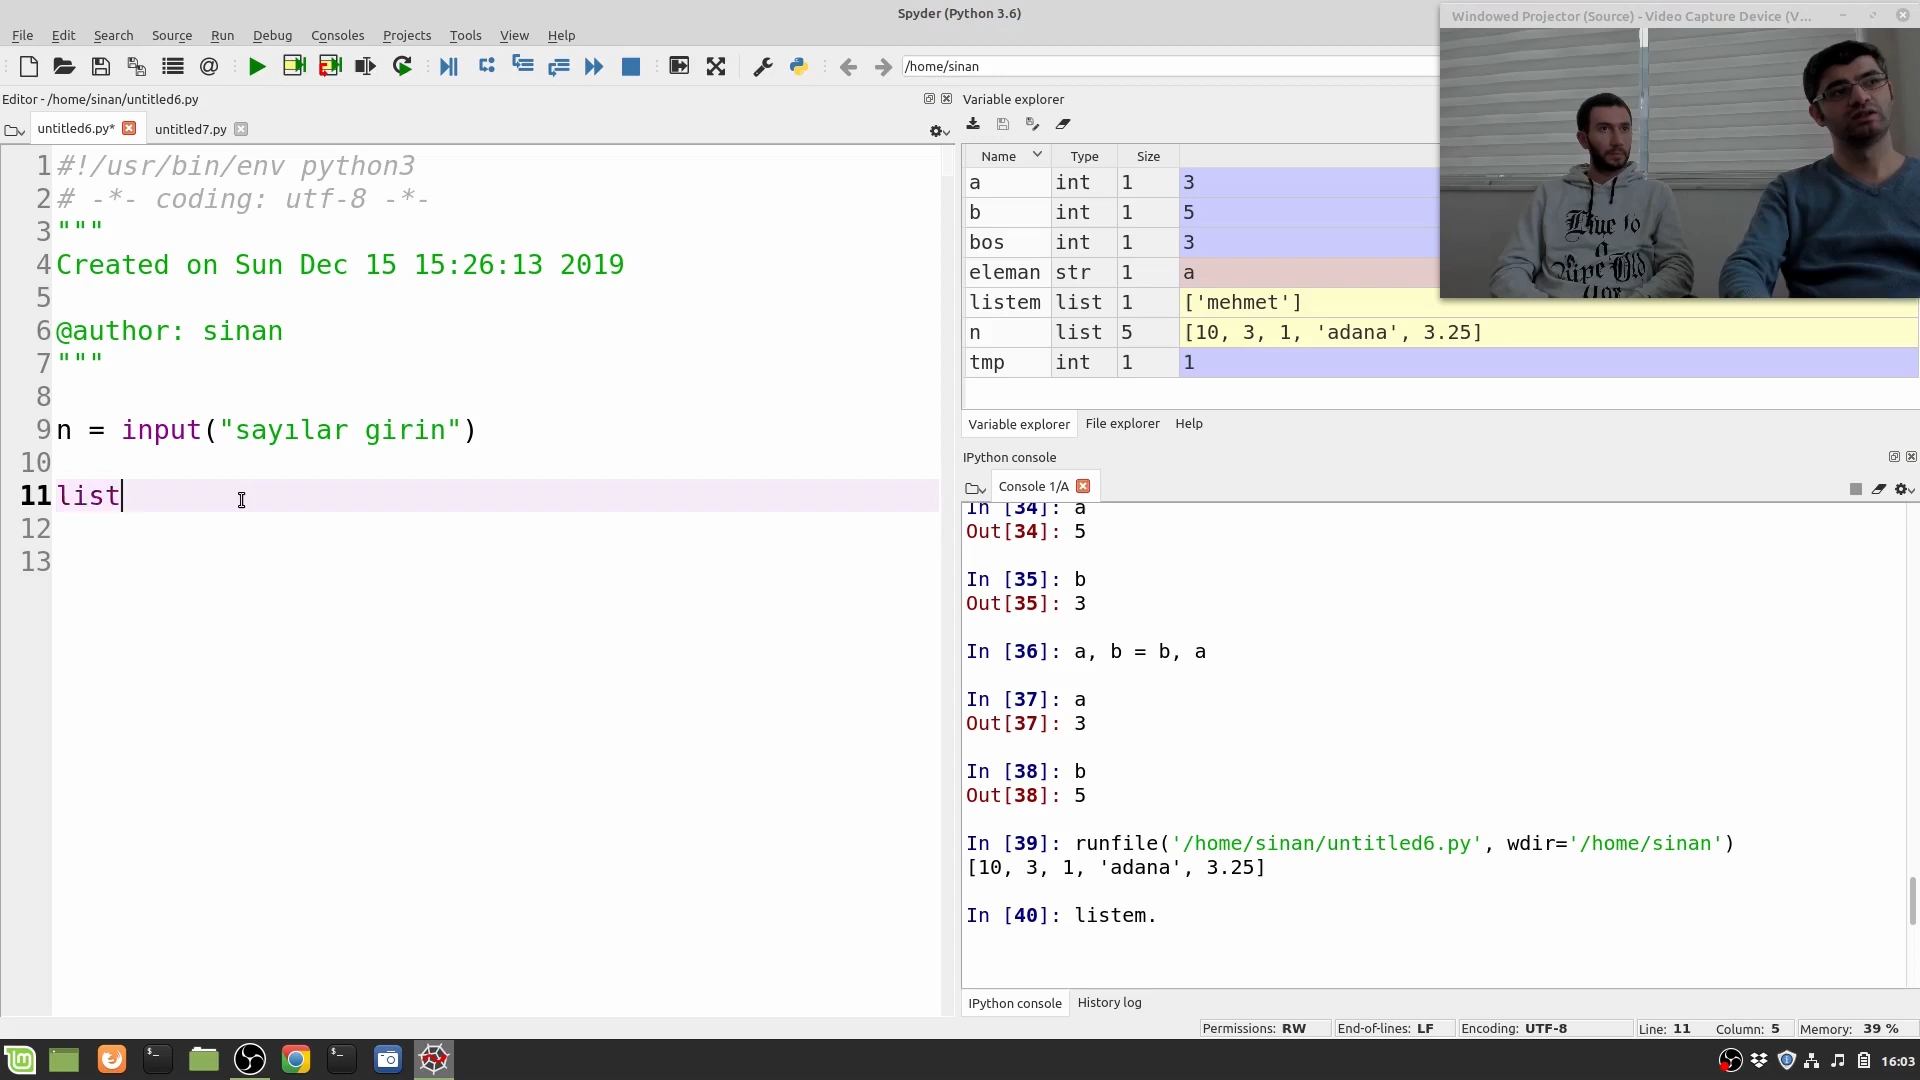 Spyder (Python 3.6)
Windowed Projector (Source) - Video Capture Device (V...
File Edit Search Source Run Debug Consoles Projects Tools View Help
/home/sinan
Editor - /home/sinan/untitled6.py
untitled6.py*
untitled7.py
1 #!/usr/bin/env python3
2 # -*- coding: utf-8 -*-
3 """
4 Created on Sun Dec 15 15:26:13 2019
5
6 @author: sinan
7 """
8
9 n = input("sayılar girin")
10
11 list
12
13
Variable explorer
Name Type Size
a int 1 3
b int 1 5
bos int 1 3
eleman str 1 a
listem list 1 ['mehmet']
n list 5 [10, 3, 1, 'adana', 3.25]
tmp int 1 1
Live to
a
Ripe Old
Age
Variable explorer File explorer Help
IPython console
Console 1/A
In [34]: a
Out[34]: 5
In [35]: b
Out[35]: 3
In [36]: a, b = b, a
In [37]: a
Out[37]: 3
In [38]: b
Out[38]: 5
In [39]: runfile('/home/sinan/untitled6.py', wdir='/home/sinan')
[10, 3, 1, 'adana', 3.25]
In [40]: listem.
IPython console History log
Permissions: RW End-of-lines: LF Encoding: UTF-8 Line: 11 Column: 5 Memory: 39 %
16:03